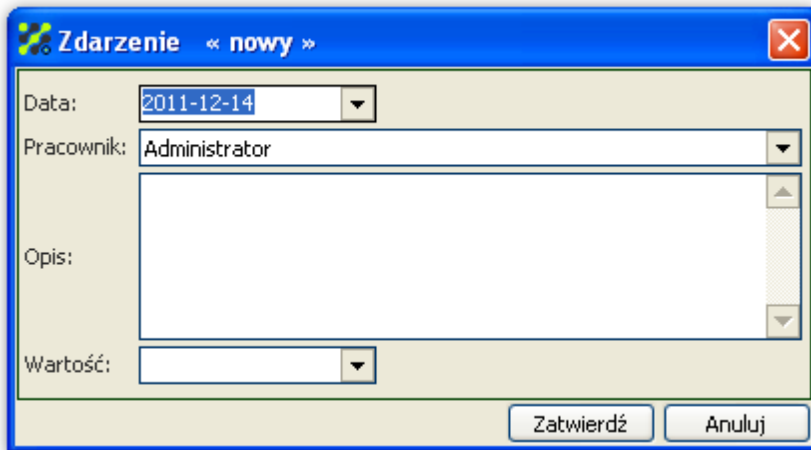 Zdarzenie « nowy »
Data: 2011-12-14
Pracownik: Administrator
Opis:
Wartość:
Zatwierdź Anuluj